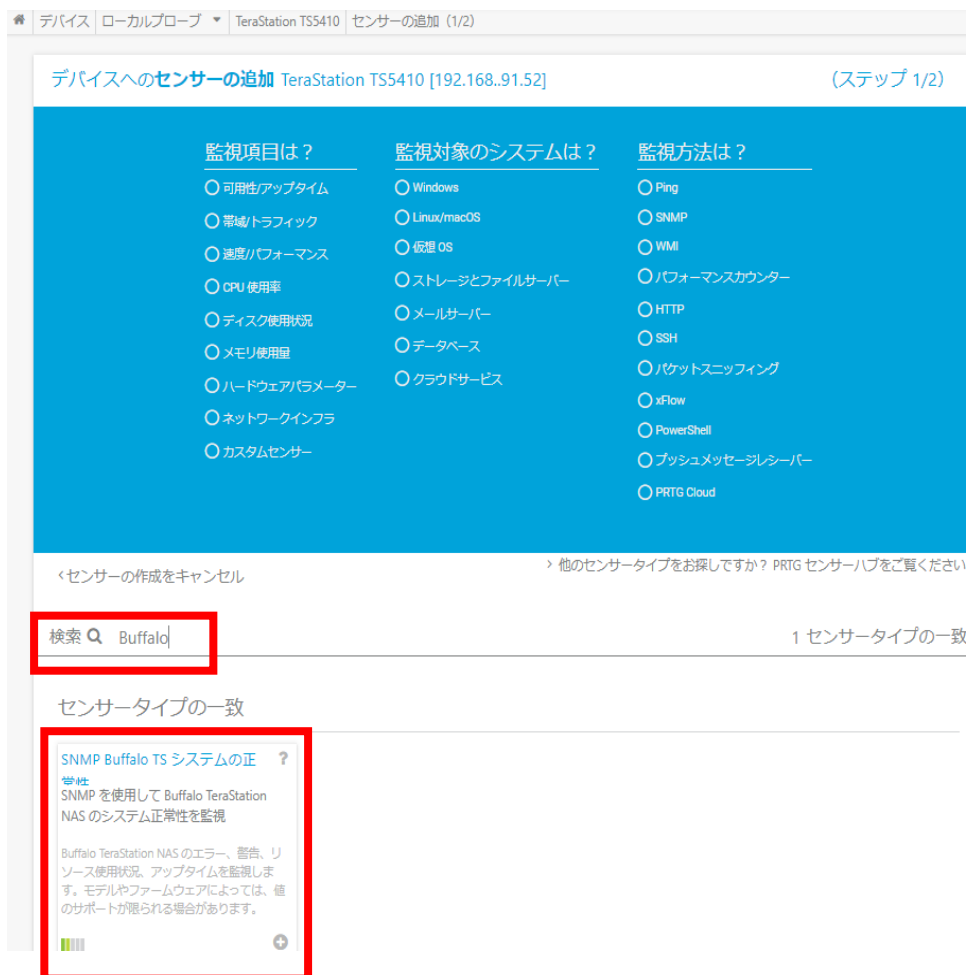 デバイス ローカルプローブ TeraStation TS5410 センサーの追加 (1/2)
デバイスへのセンサーの追加 TeraStation TS5410 [192.168..91.52] (ステップ 1/2)
監視項目は？
可用性/アップタイム
帯域/トラフィック
速度/パフォーマンス
CPU 使用率
ディスク使用状況
メモリ使用量
ハードウェアパラメーター
ネットワークインフラ
カスタムセンサー
監視対象のシステムは？
Windows
Linux/macOS
仮想 OS
ストレージとファイルサーバー
メールサーバー
データベース
クラウドサービス
監視方法は？
Ping
SNMP
WMI
パフォーマンスカウンター
HTTP
SSH
パケットスニッフィング
xFlow
PowerShell
プッシュメッセージレシーバー
PRTG Cloud
‹センサーの作成をキャンセル
› 他のセンサータイプをお探しですか？ PRTG センサーハブをご覧ください
検索 Buffalo
1 センサータイプの一致
センサータイプの一致
SNMP Buffalo TS システムの正 ?
常性
SNMP を使用して Buffalo TeraStation
NAS のシステム正常性を監視
Buffalo TeraStation NAS のエラー、警告、リ
ソース使用状況、アップタイムを監視しま
す。モデルやファームウェアによっては、値
のサポートが限られる場合があります。